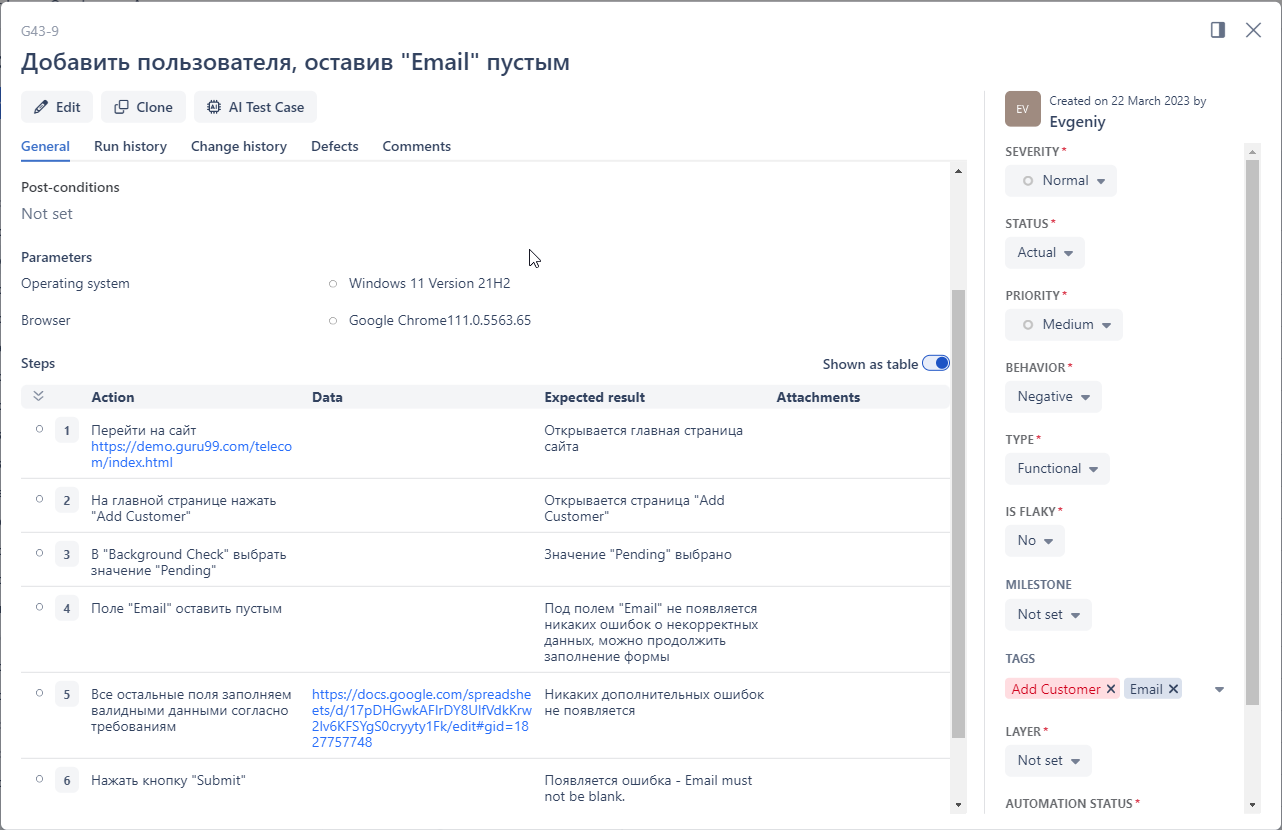 G43-9
Добавить пользователя, оставив "Email" пустым
Edit
Clone
AI Test Case
General
Run history
Change history
Defects
Comments
Post-conditions
Not set
Parameters
Operating system
Windows 11 Version 21H2
Browser
Google Chrome111.0.5563.65
Steps
Shown as table
Action
Data
Expected result
Attachments
1
Перейти на сайт
https://demo.guru99.com/teleco
m/index.html
Открывается главная страница
сайта
2
На главной странице нажать
"Add Customer"
Открывается страница "Add
Customer"
3
В "Background Check" выбрать
значение "Pending"
Значение "Pending" выбрано
4
Поле "Email" оставить пустым
Под полем "Email" не появляется
никаких ошибок о некорректных
данных, можно продолжить
заполнение формы
5
Все остальные поля заполняем
валидными данными согласно
требованиям
https://docs.google.com/spreadshe
ets/d/17pDHGwkAFlrDY8UIfVdkKrw
2Iv6KFSYgS0cryyty1Fk/edit#gid=18
27757748
Никаких дополнительных ошибок
не появляется
6
Нажать кнопку "Submit"
Появляется ошибка - Email must
not be blank.
EV
Created on 22 March 2023 by
Evgeniy
SEVERITY*
Normal
STATUS*
Actual
PRIORITY*
Medium
BEHAVIOR*
Negative
TYPE*
Functional
IS FLAKY*
No
MILESTONE
Not set
TAGS
Add Customer
Email
LAYER*
Not set
AUTOMATION STATUS*